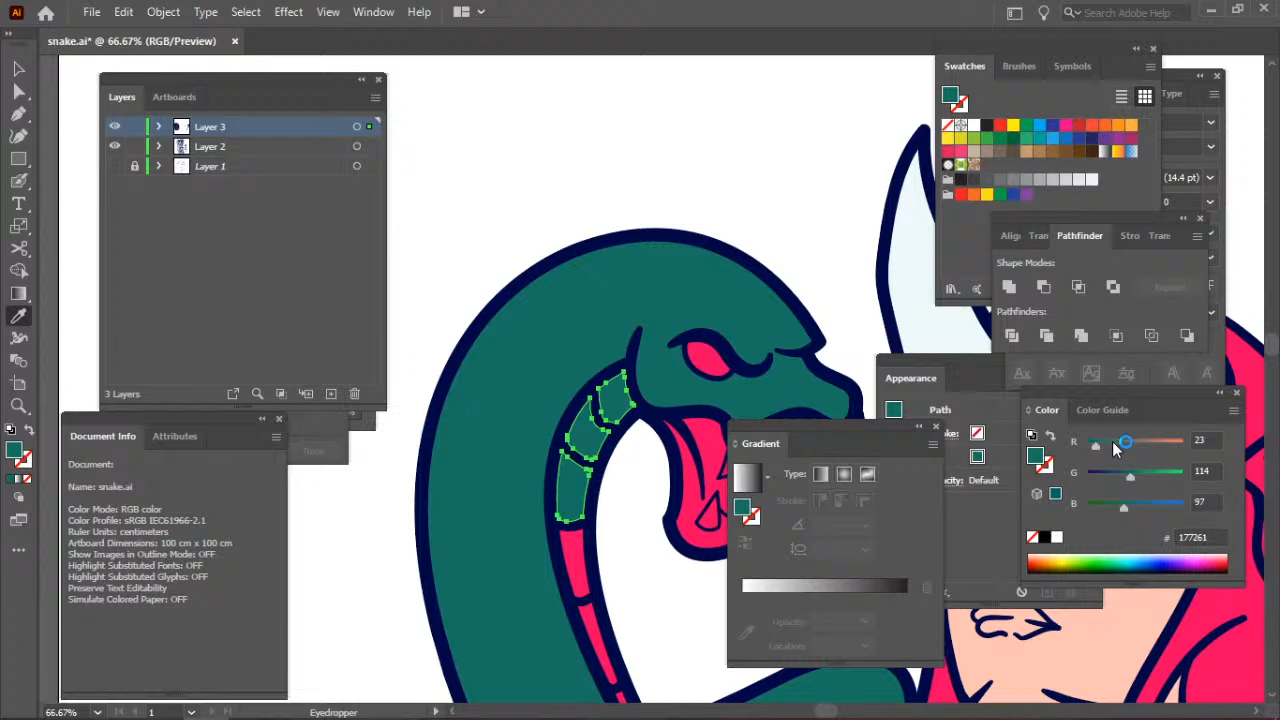 Ai File Edit Object Type Select Effect View Window Help Search Adobe Help
snake.ai* @ 66.67% (RGB/Preview)
Layers Artboards
Layer 3
Layer 2
Layer 1
3 Layers
Swatches Brushes Symbols
Type
(14.4 pt)
0
Alig Tran Pathfinder Stro Trans
Shape Modes:
Expand
Pathfinders:
Document Info Attributes
Document:
Name: snake.ai
Color Mode: RGB color
Color Profile: sRGB IEC61966-2.1
Ruler Units: centimeters
Artboard Dimensions: 100 cm x 100 cm
Show Images in Outline Mode: OFF
Highlight Substituted Fonts: OFF
Highlight Substituted Glyphs: OFF
Preserve Text Editability
Simulate Colored Paper: OFF
Appearance
Path
Default
Color Color Guide
R 23
G 114
B 97
# 177261
Gradient
Type:
Stroke:
Opacity:
Location:
66.67% 1 Eyedropper